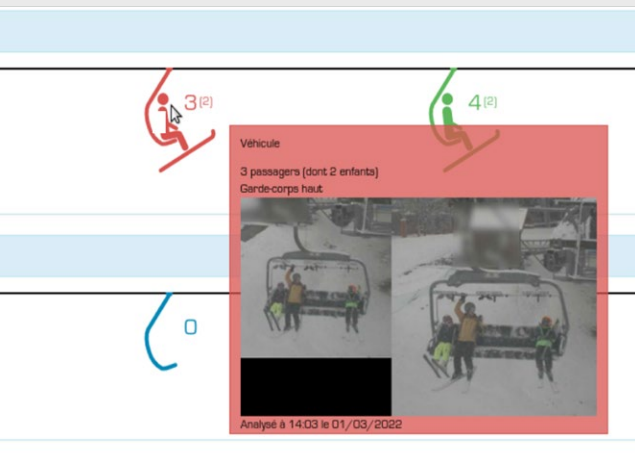 3 (2)
4 (2)
Véhicule
3 passagers (dont 2 enfants)
Garde-corps haut
0
Analysé à 14:03 le 01/03/2022